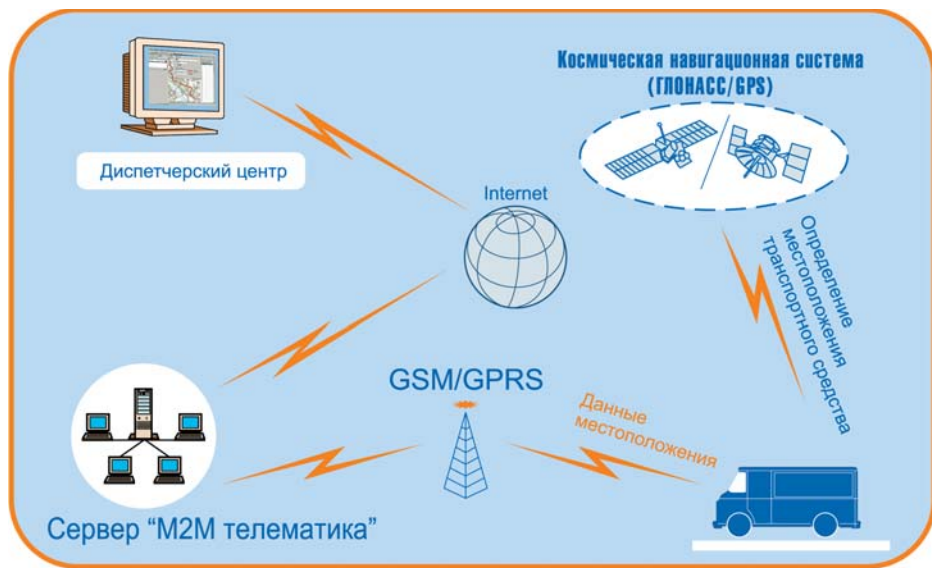 Космическая навигационная система
(ГЛОНАСС/GPS)
Диспетчерский центр
Internet
Определение
местоположения
транспортного средства
GSM/GPRS
Данные
местоположения
Сервер “М2М телематика”